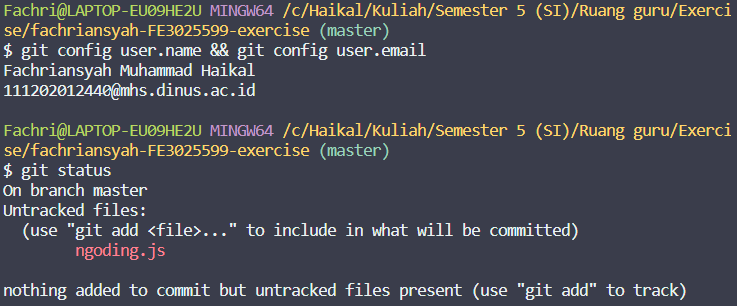 Fachri@LAPTOP-EU09HE2U MINGW64 /c/Haikal/Kuliah/Semester 5 (SI)/Ruang guru/Exerci
se/fachriansyah-FE3025599-exercise (master)
$ git config user.name && git config user.email
Fachriansyah Muhammad Haikal
111202012440@mhs.dinus.ac.id

Fachri@LAPTOP-EU09HE2U MINGW64 /c/Haikal/Kuliah/Semester 5 (SI)/Ruang guru/Exerci
se/fachriansyah-FE3025599-exercise (master)
$ git status
On branch master
Untracked files:
  (use "git add <file>..." to include in what will be committed)
        ngoding.js

nothing added to commit but untracked files present (use "git add" to track)